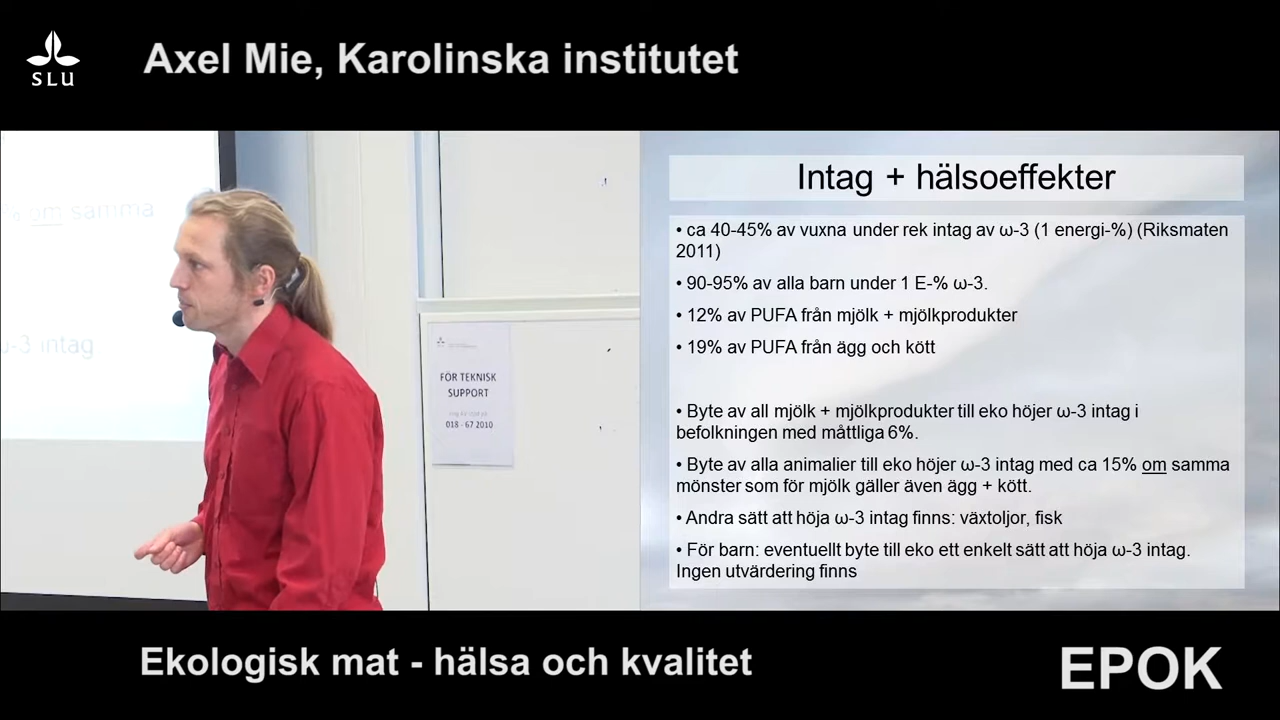 SLU
Axel Mie, Karolinska institutet
om samma
-3 intag
FÖR TEKNISK
SUPPORT
018 - 67 2010
Intag + hälsoeffekter
• ca 40-45% av vuxna under rek intag av ω-3 (1 energi-%) (Riksmaten
2011)
• 90-95% av alla barn under 1 E-% ω-3.
• 12% av PUFA från mjölk + mjölkprodukter
• 19% av PUFA från ägg och kött
• Byte av all mjölk + mjölkprodukter till eko höjer ω-3 intag i
befolkningen med måttliga 6%.
• Byte av alla animalier till eko höjer ω-3 intag med ca 15% om samma
mönster som för mjölk gäller även ägg + kött.
• Andra sätt att höja ω-3 intag finns: växtoljor, fisk
• För barn: eventuellt byte till eko ett enkelt sätt att höja ω-3 intag.
Ingen utvärdering finns
Ekologisk mat - hälsa och kvalitet
EPOK